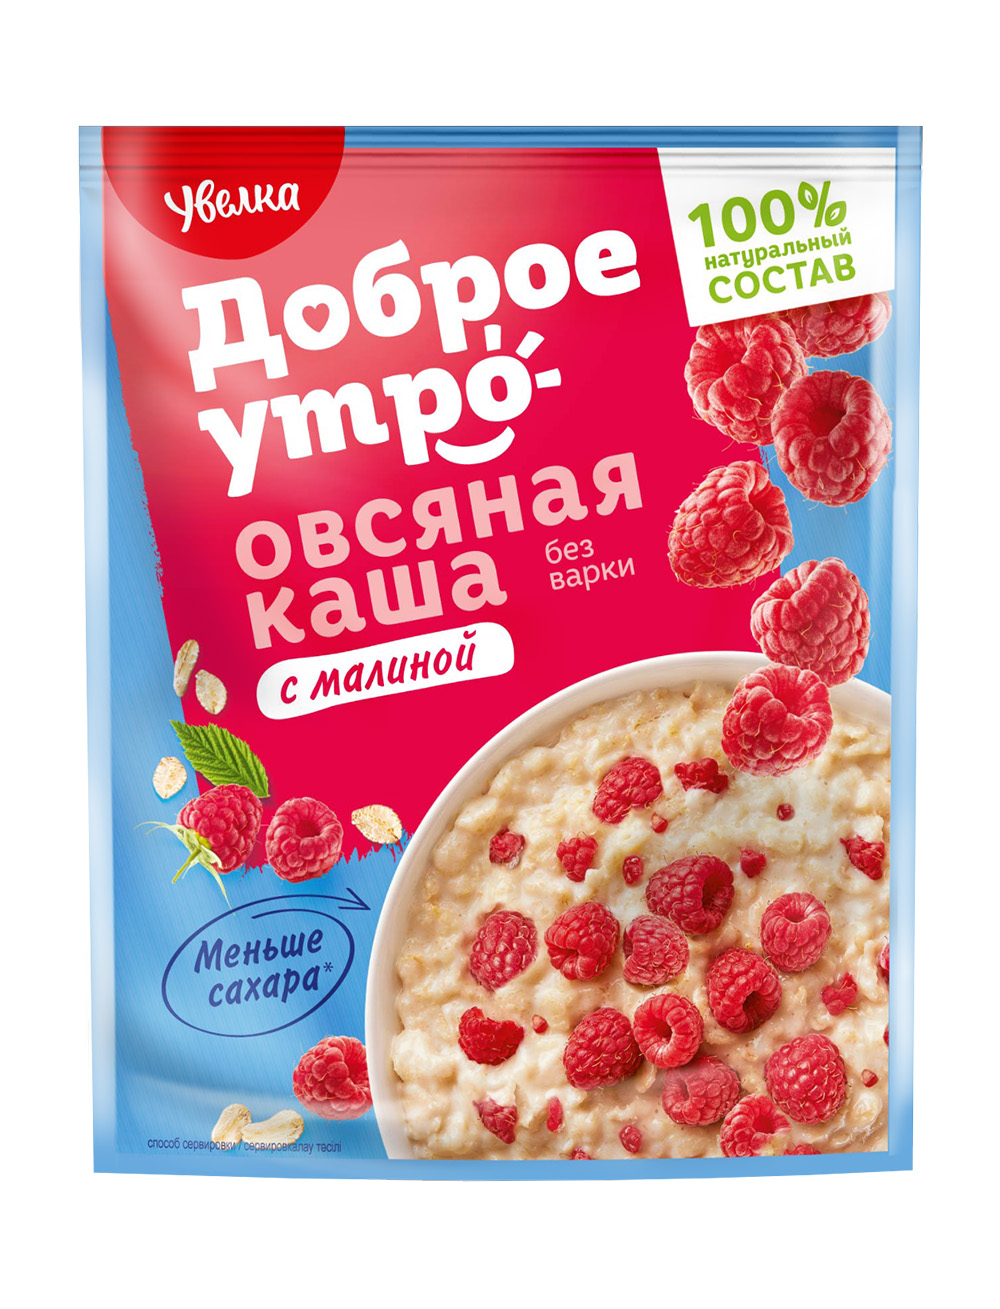 Увелка
Доброе
утро
овсяная
каша
без
варки
с малиной
100%
натуральный
СОСТАВ
Меньше
сахара*
способ сервировки / сервировкалау тәсілі